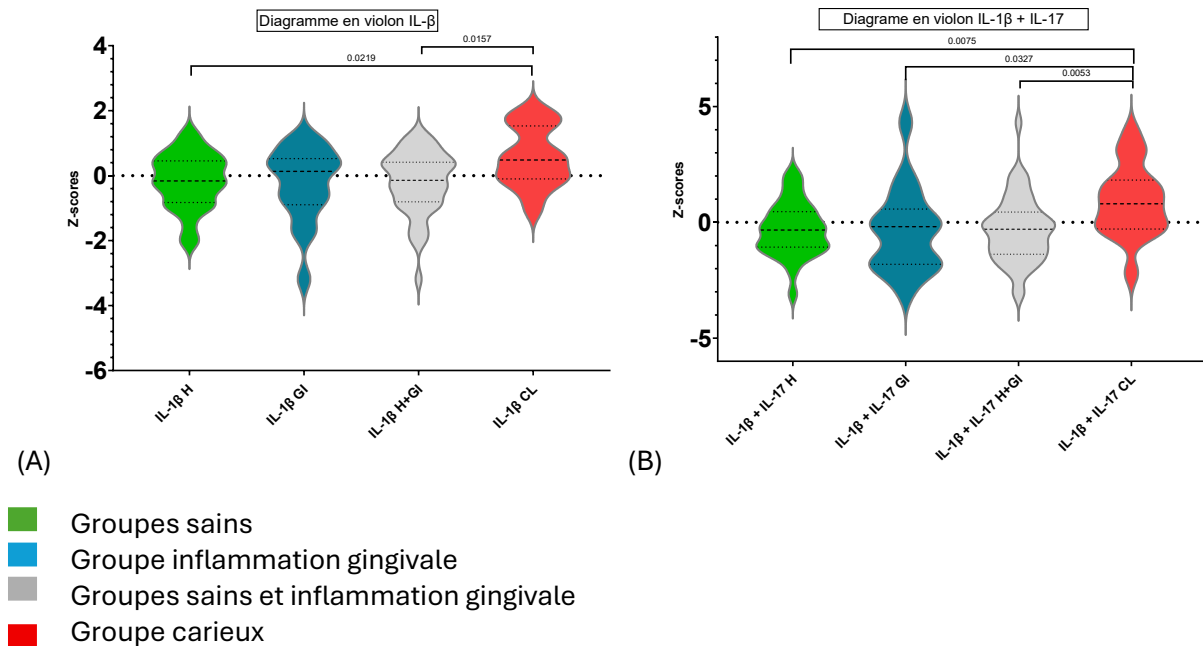 Diagramme en violon IL-β
0.0157
0.0219
4
2
0
-2
-4
-6
Z-scores
IL-1β H
IL-1β GI
IL-1β H+GI
IL-1β CL
(A)
Diagrame en violon IL-1β + IL-17
0.0075
0.0327
0.0053
5
0
-5
Z-scores
IL-1β + IL-17 H
IL-1β + IL-17 GI
IL-1β + IL-17 H+GI
IL-1β + IL-17 CL
(B)
Groupes sains
Groupe inflammation gingivale
Groupes sains et inflammation gingivale
Groupe carieux